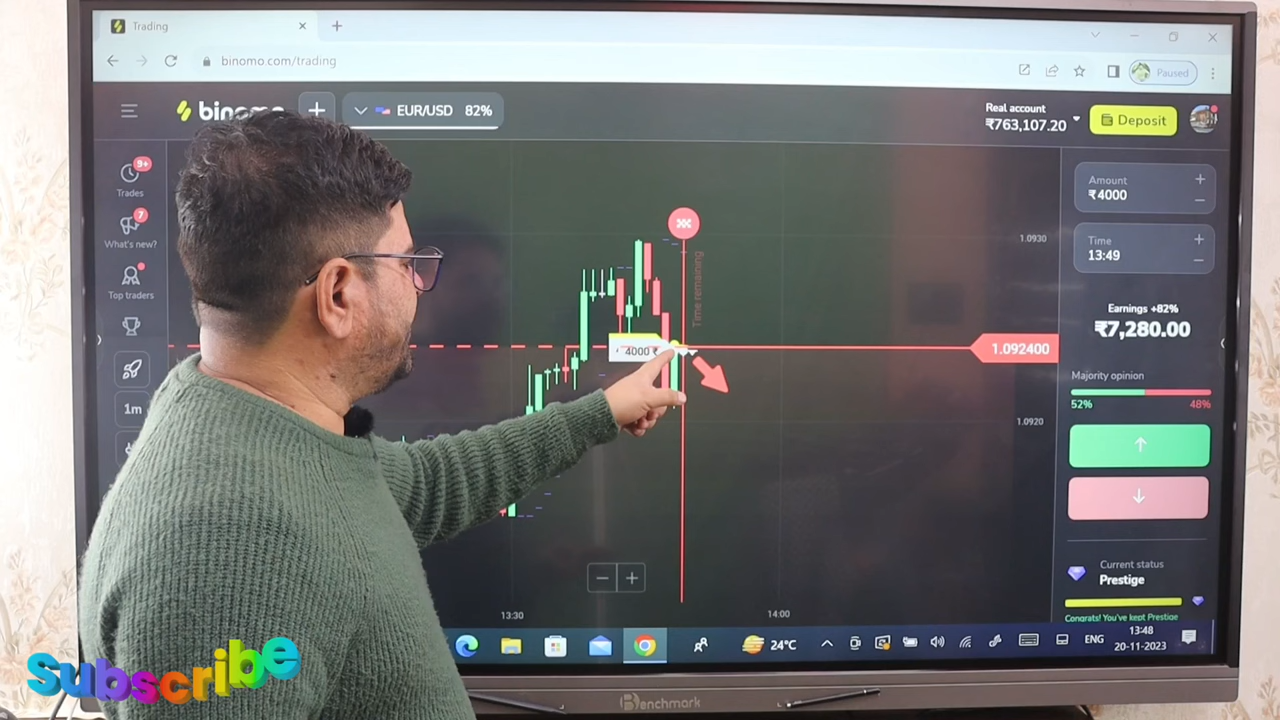 Trading
binomo.com/trading
Paused
binomo
EUR/USD 82%
Real account
₹763,107.20
Deposit
9+
Trades
7
What's new?
Top traders
1m
Amount
₹4000
Time
13:49
Earnings +82%
₹7,280.00
Majority opinion
52% 48%
1.0930
Time remaining
4000 ₹
1.092400
1.0920
13:30
14:00
Current status
Prestige
Congrats! You've kept Prestige
24°C
ENG
13:48
20-11-2023
Benchmark
Subscribe